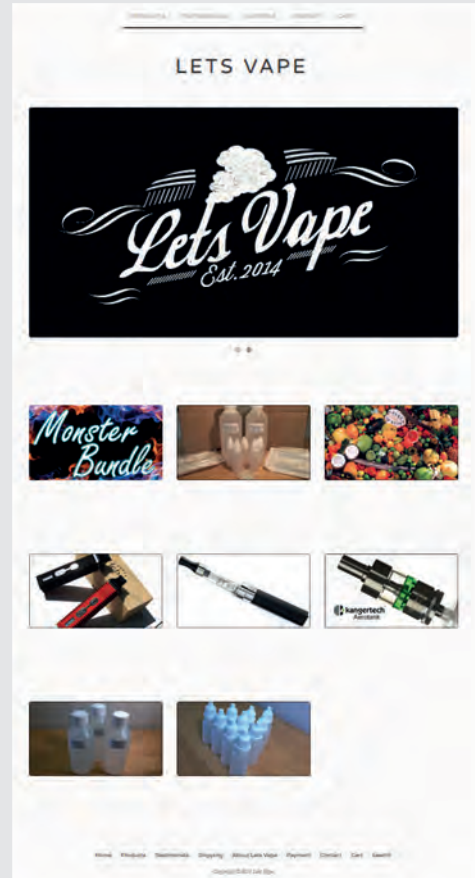 LETS VAPE
Lets Vape
Est. 2014
Monster
Bundle
kangertech
Aerotank
Home Products Testimonials Shipping About Lets Vape Payment Contact Cart Search